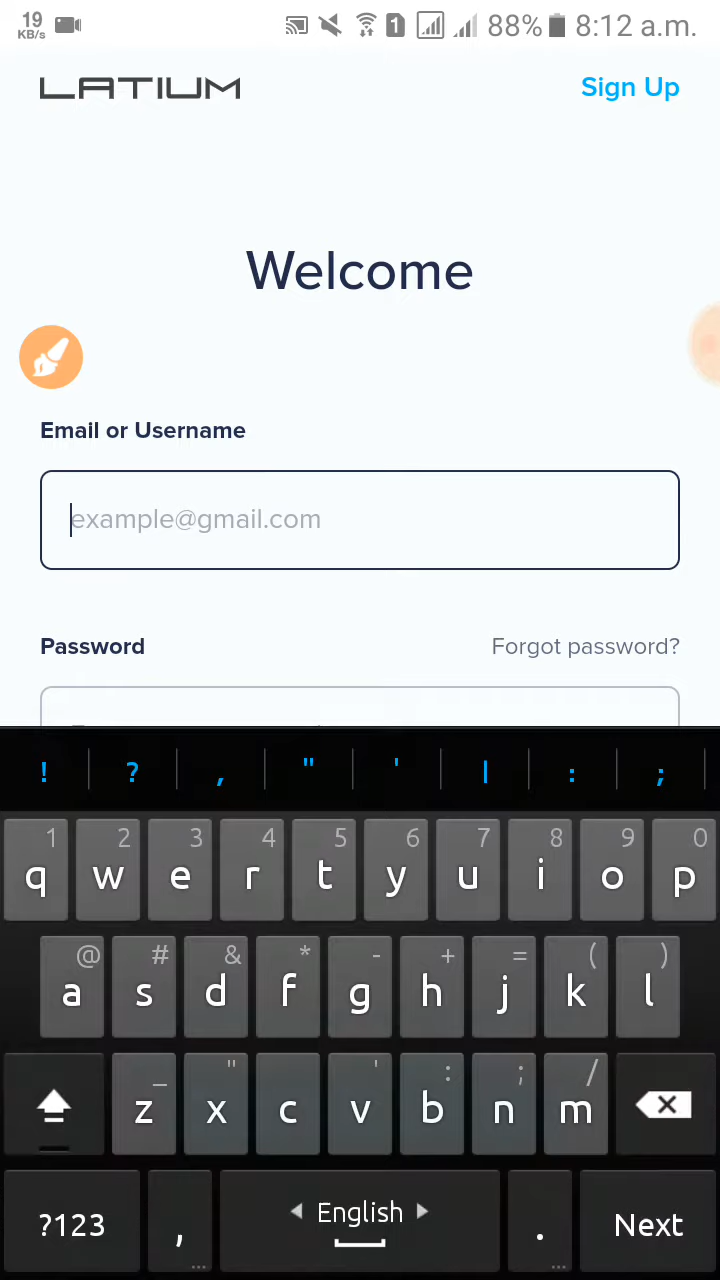 19
KB/s
1
88%
8:12 a.m.
LATIUM
Sign Up
Welcome
Email or Username
example@gmail.com
Password
Forgot password?
! ? , " ' | : ;
1 2 3 4 5 6 7 8 9 0
q w e r t y u i o p
@ # & * - + = ( )
a s d f g h j k l
_ " ' : ; /
z x c v b n m
?123 , English . Next